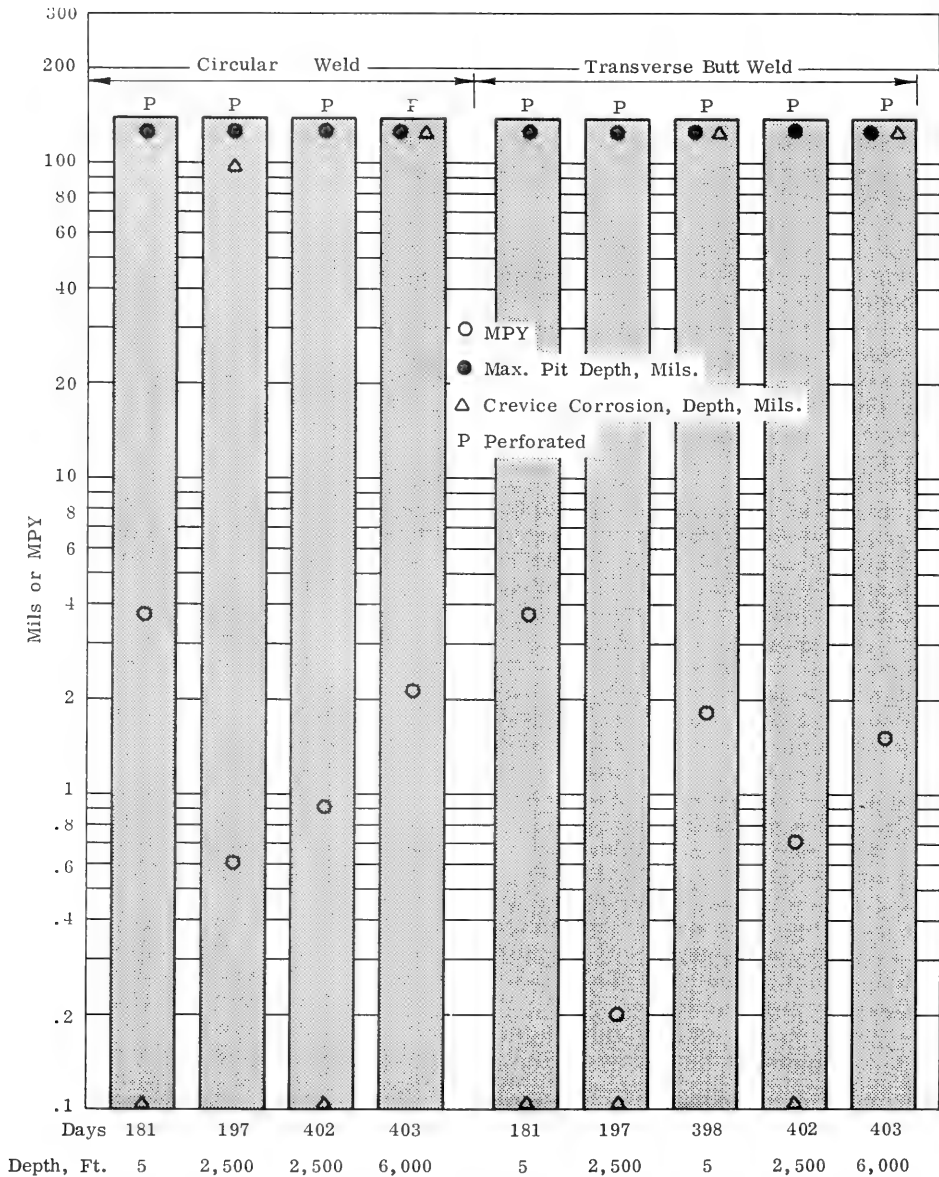 300
200
Circular Weld
Transverse Butt Weld
P P P F P P P P P
100
80
60
40
○ MPY
● Max. Pit Depth, Mils.
20
△ Crevice Corrosion, Depth, Mils.
P Perforated
10
8
6
Mils or MPY
4
2
1
.8
.6
.4
.2
.1
Days 181 197 402 403 181 197 398 402 403
Depth, Ft. 5 2,500 2,500 6,000 5 2,500 5 2,500 6,000